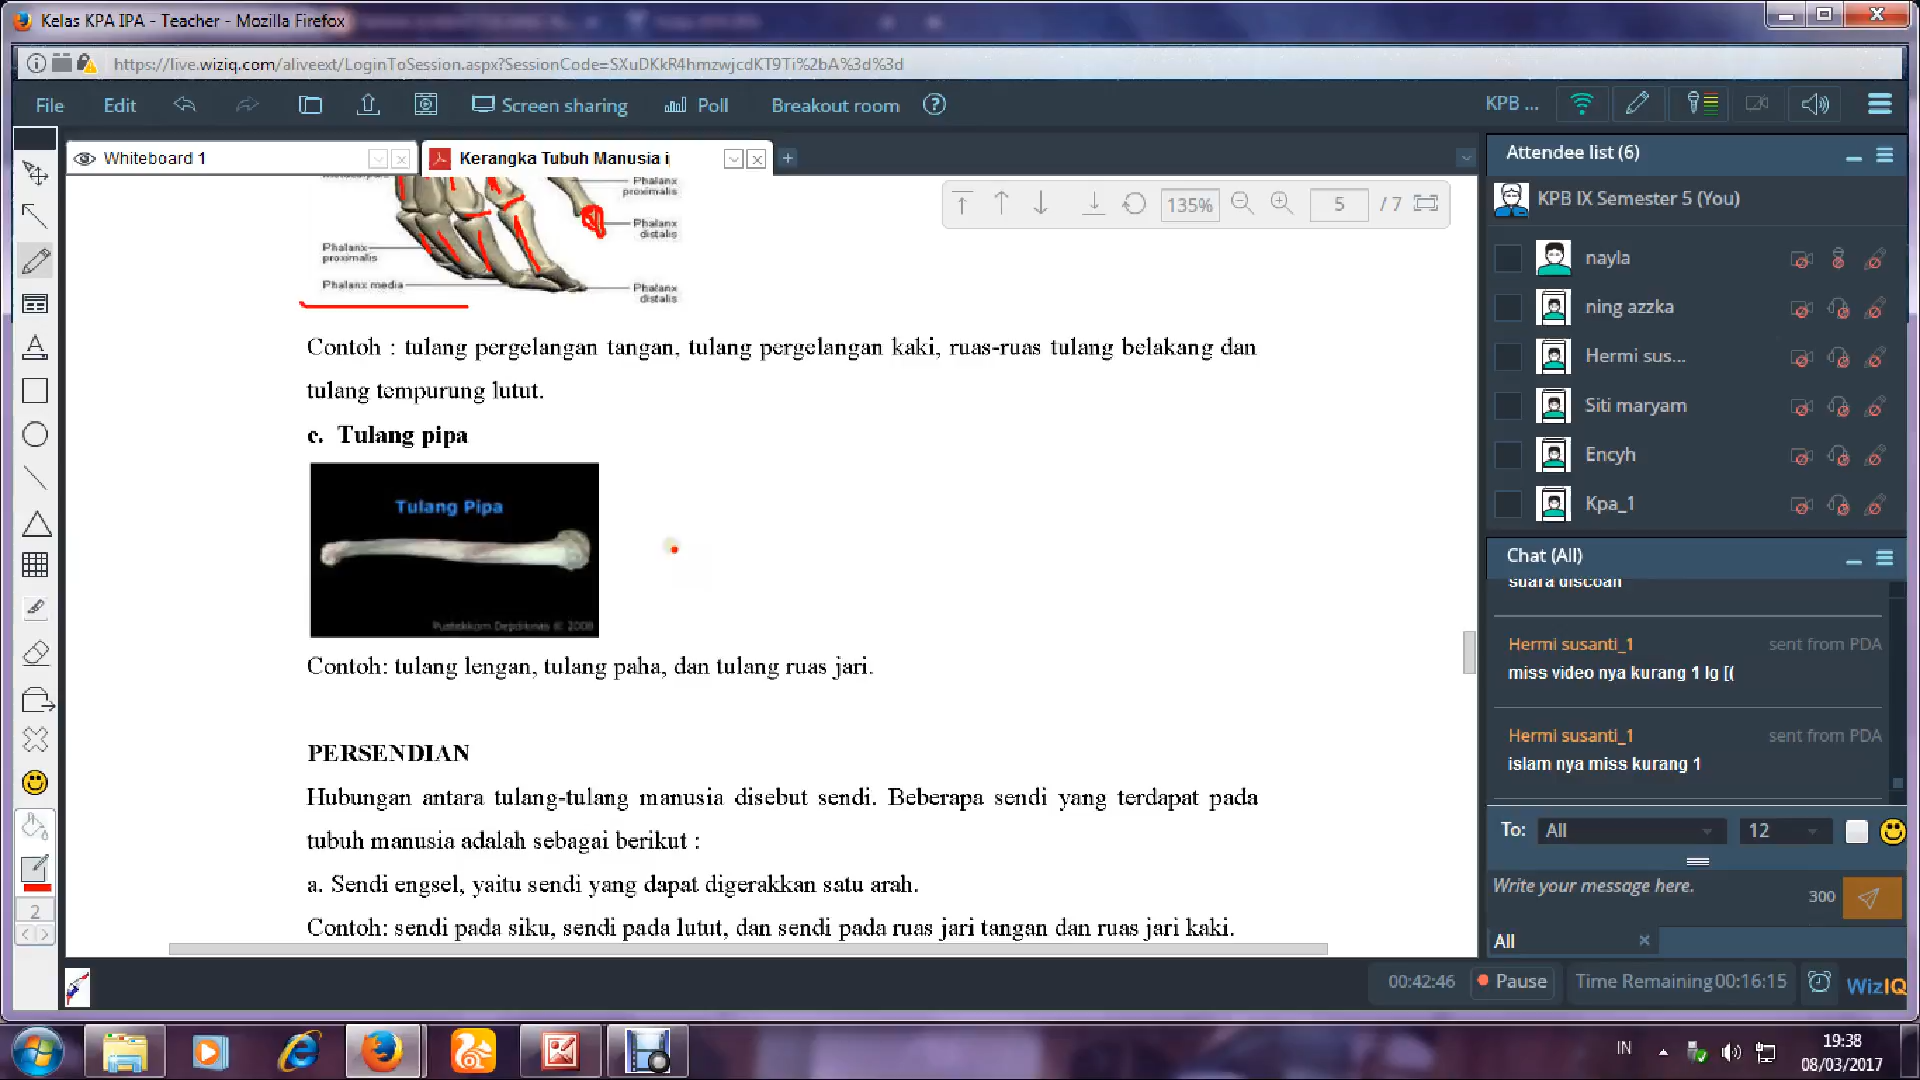 Kelas KPA IPA - Teacher - Mozilla Firefox
https://live.wiziq.com/aliveext/LoginToSession.aspx?SessionCode=SXuDKkR4hmzwjcdKT9Ti%2bA%3d%3d
File Edit Screen sharing Poll Breakout room KPB ...
Whiteboard 1
Kerangka Tubuh Manusia i
135% 5 / 7
Phalanx
proximalis
Phalanx
distalis
Phalanx
proximalis
Phalanx media
Phalanx
distalis
Contoh : tulang pergelangan tangan, tulang pergelangan kaki, ruas-ruas tulang belakang dan
tulang tempurung lutut.
c. Tulang pipa
Tulang Pipa
Pustekkom Depdiknas © 2008
Contoh: tulang lengan, tulang paha, dan tulang ruas jari.
PERSENDIAN
Hubungan antara tulang-tulang manusia disebut sendi. Beberapa sendi yang terdapat pada
tubuh manusia adalah sebagai berikut :
a. Sendi engsel, yaitu sendi yang dapat digerakkan satu arah.
Contoh: sendi pada siku, sendi pada lutut, dan sendi pada ruas jari tangan dan ruas jari kaki.
2
Attendee list (6)
KPB IX Semester 5 (You)
nayla
ning azzka
Hermi sus...
Siti maryam
Encyh
Kpa_1
Chat (All)
suara discoan
Hermi susanti_1 sent from PDA
miss video nya kurang 1 lg [(
Hermi susanti_1 sent from PDA
islam nya miss kurang 1
To: All 12
Write your message here.
300
All
00:42:46 Pause Time Remaining 00:16:15 WizIQ
IN
19:38
08/03/2017